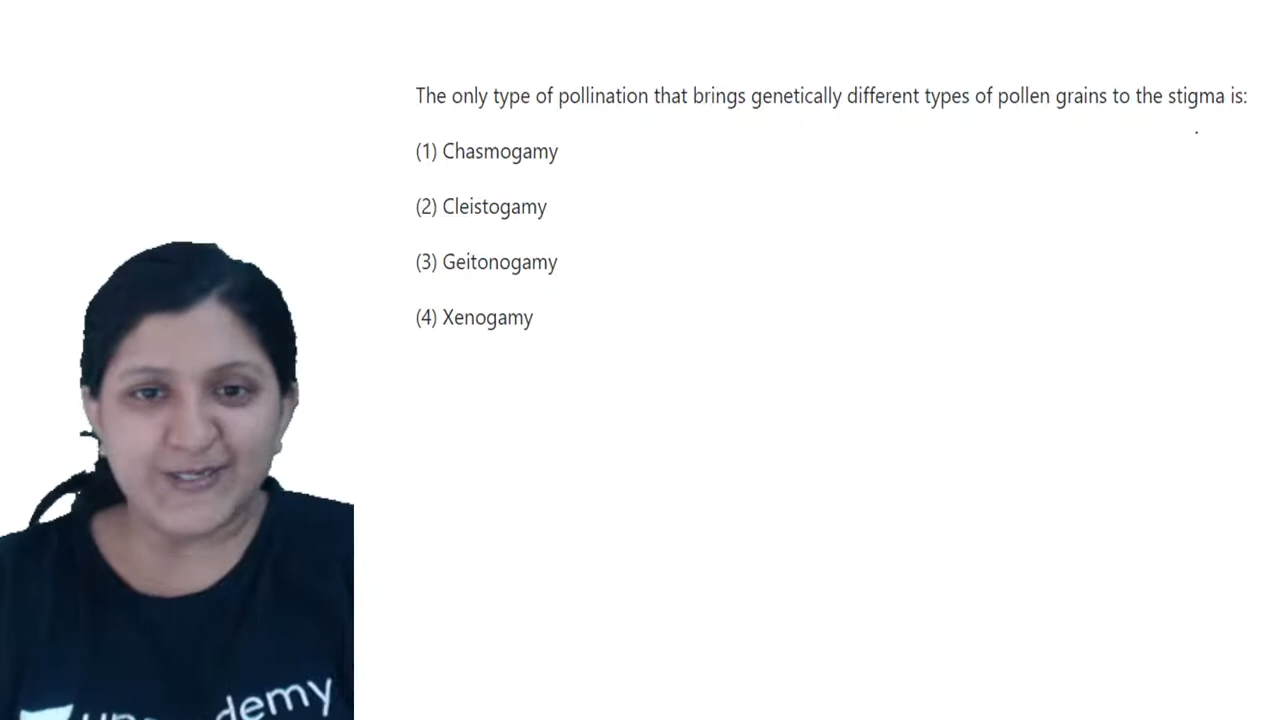 The only type of pollination that brings genetically different types of pollen grains to the stigma is:
(1) Chasmogamy
(2) Cleistogamy
(3) Geitonogamy
(4) Xenogamy